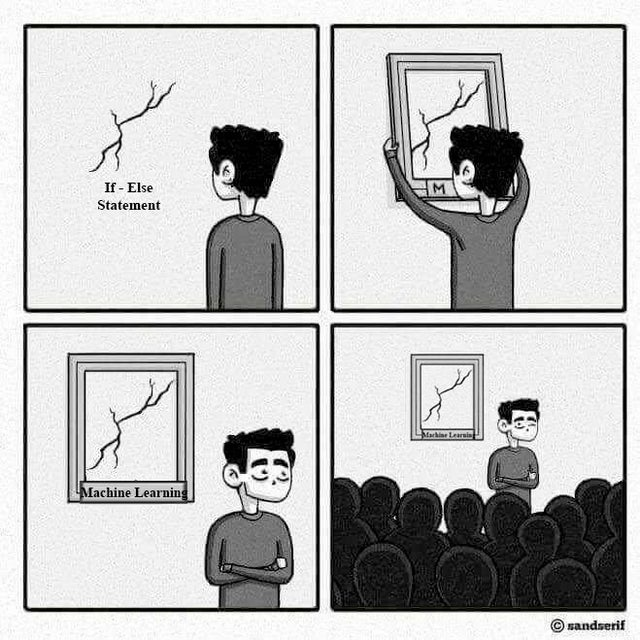 If - Else
Statement
M
Machine Learning
Machine Learning
© sandserif